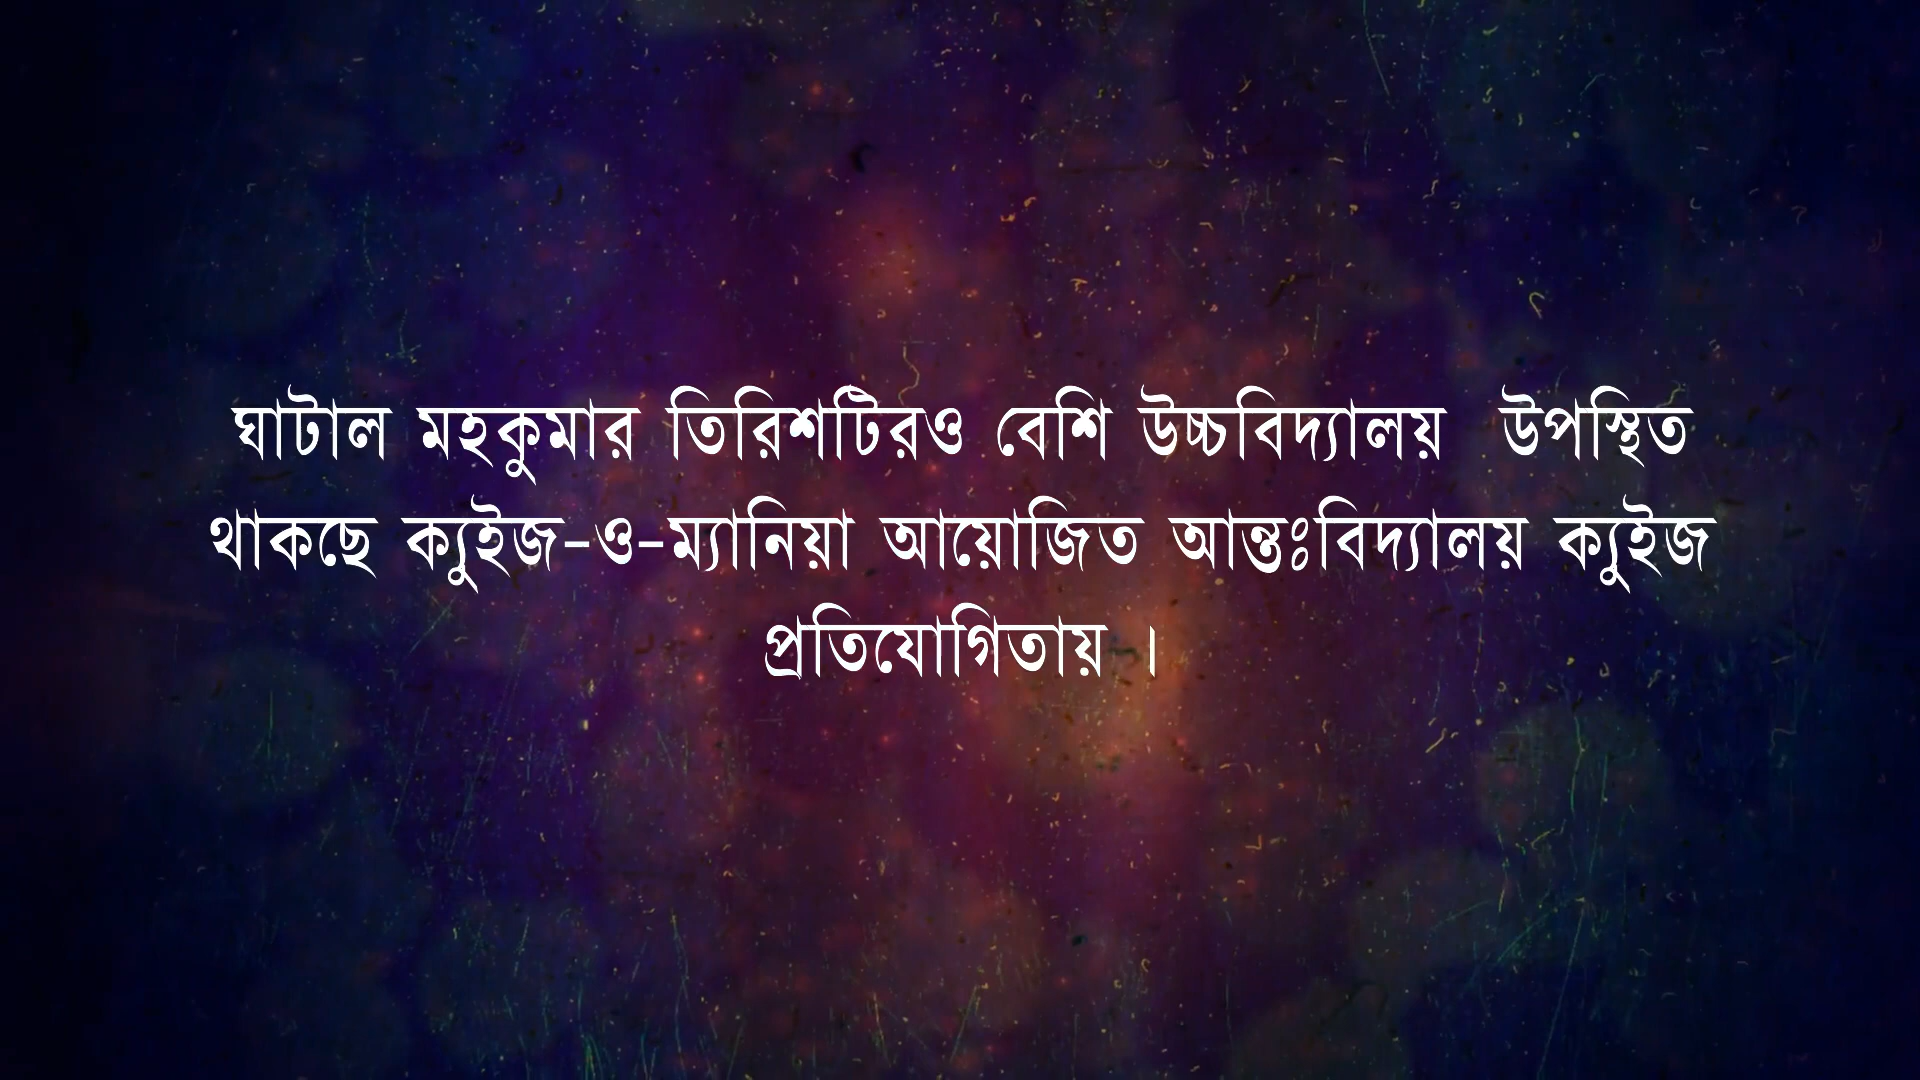 ঘাটাল মহকুমার তিরিশটিরও বেশি উচ্চবিদ্যালয় উপস্থিত
থাকছে ক্যুইজ-ও-ম্যানিয়া আয়োজিত আন্তঃবিদ্যালয় ক্যুইজ
প্রতিযোগিতায় ।